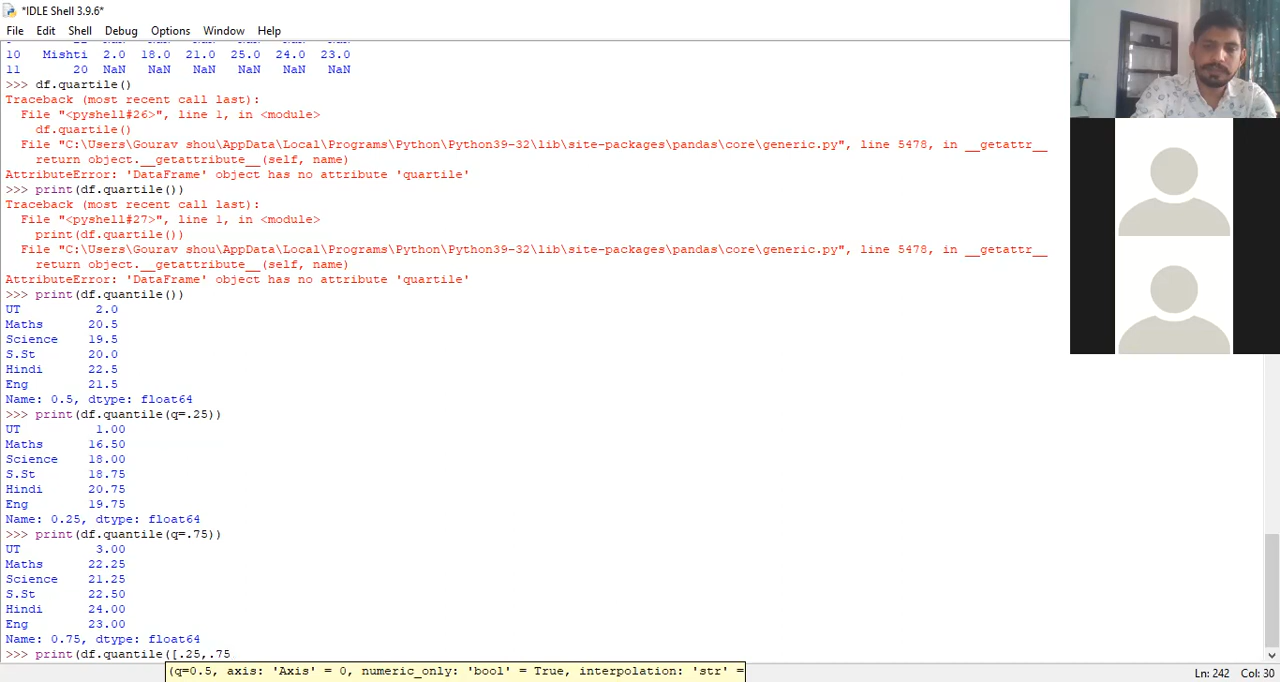 *IDLE Shell 3.9.6*
File Edit Shell Debug Options Window Help
10 Mishti 2.0 18.0 21.0 25.0 24.0 23.0
11 20 NaN NaN NaN NaN NaN
>>> df.quartile()
Traceback (most recent call last):
File "<pyshell#26>", line 1, in <module>
df.quartile()
File "C:\Users\Gourav shou\AppData\Local\Programs\Python\Python39-32\lib\site-packages\pandas\core\generic.py", line 5478, in __getattr__
return object.__getattribute__(self, name)
AttributeError: 'DataFrame' object has no attribute 'quartile'
>>> print(df.quartile())
Traceback (most recent call last):
File "<pyshell#27>", line 1, in <module>
print(df.quartile())
File "C:\Users\Gourav shou\AppData\Local\Programs\Python\Python39-32\lib\site-packages\pandas\core\generic.py", line 5478, in __getattr__
return object.__getattribute__(self, name)
AttributeError: 'DataFrame' object has no attribute 'quartile'
>>> print(df.quantile())
UT 2.0
Maths 20.5
Science 19.5
S.St 20.0
Hindi 22.5
Eng 21.5
Name: 0.5, dtype: float64
>>> print(df.quantile(q=.25))
UT 1.00
Maths 16.50
Science 18.00
S.St 18.75
Hindi 20.75
Eng 19.75
Name: 0.25, dtype: float64
>>> print(df.quantile(q=.75))
UT 3.00
Maths 22.25
Science 21.25
S.St 22.50
Hindi 24.00
Eng 23.00
Name: 0.75, dtype: float64
>>> print(df.quantile([.25,.75
(q=0.5, axis: 'Axis' = 0, numeric_only: 'bool' = True, interpolation: 'str' =
Ln: 242 Col: 30